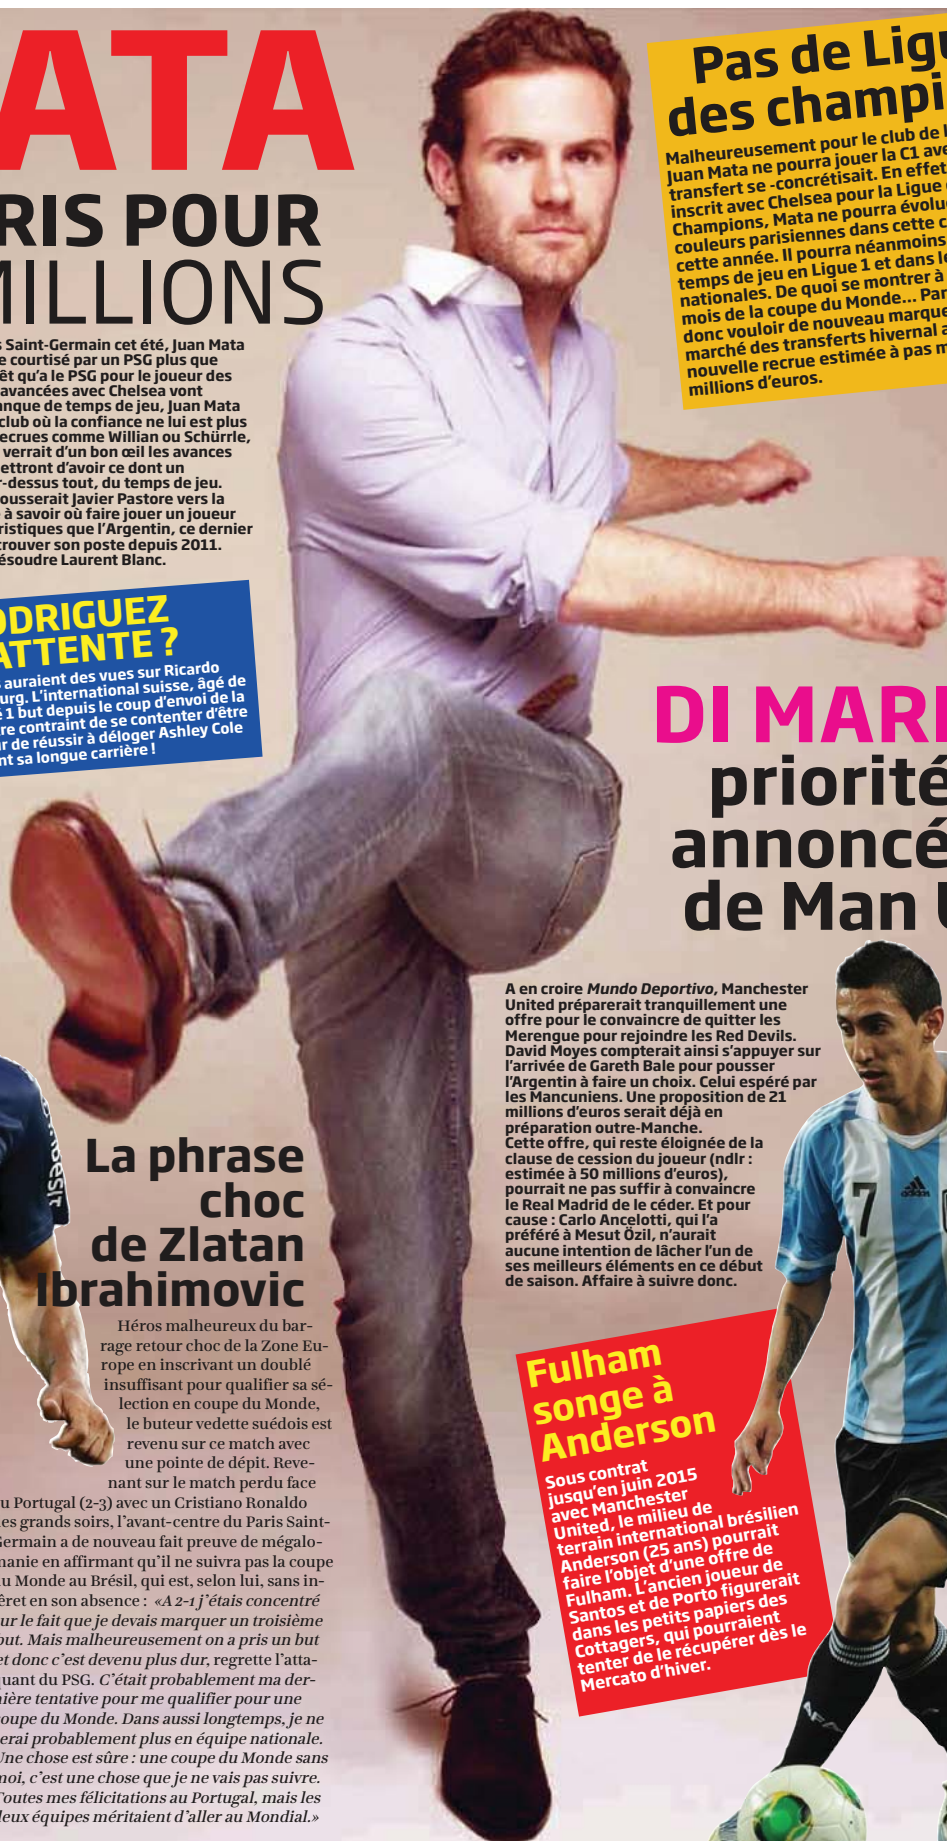 ATA
RIS POUR
MILLIONS
Saint-Germain cet été, Juan Mata
e courtisé par un PSG plus que
êt qu'a le PSG pour le joueur des
avancées avec Chelsea vont
nque de temps de jeu, Juan Mata
club où la confiance ne lui est plus
ecrues comme Willian ou Schürrle,
verrait d'un bon œil les avances
ettront d'avoir ce dont un
r-dessus tout, du temps de jeu.
ousserait Javier Pastore vers la
à savoir où faire jouer un joueur
ristiques que l'Argentin, ce dernier
trouver son poste depuis 2011.
ésoudre Laurent Blanc.
Pas de Ligu
des champi
Malheureusement pour le club de l
Juan Mata ne pourra jouer la C1 ave
transfert se -concrétisait. En effet
inscrit avec Chelsea pour la Ligue
Champions, Mata ne pourra évolu
couleurs parisiennes dans cette c
cette année. Il pourra néanmoins
temps de jeu en Ligue 1 et dans le
nationales. De quoi se montrer à
mois de la coupe du Monde... Par
donc vouloir de nouveau marque
marché des transferts hivernal a
nouvelle recrue estimée à pas m
millions d'euros.
ODRIGUEZ
ATTENTE ?
auraient des vues sur Ricardo
urg. L'international suisse, âgé de
é 1 but depuis le coup d'envoi de la
re contraint de se contenter d'être
r de réussir à déloger Ashley Cole
nt sa longue carrière !
DI MARI
priorité
annoncé
de Man U
A en croire Mundo Deportivo, Manchester
United préparerait tranquillement une
offre pour le convaincre de quitter les
Merengue pour rejoindre les Red Devils.
David Moyes compterait ainsi s'appuyer sur
l'arrivée de Gareth Bale pour pousser
l'Argentin à faire un choix. Celui espéré par
les Mancuniens. Une proposition de 21
millions d'euros serait déjà en
préparation outre-Manche.
Cette offre, qui reste éloignée de la
clause de cession du joueur (ndlr :
estimée à 50 millions d'euros),
pourrait ne pas suffir à convaincre
le Real Madrid de le céder. Et pour
cause : Carlo Ancelotti, qui l'a
préféré à Mesut Özil, n'aurait
aucune intention de lâcher l'un de
ses meilleurs éléments en ce début
de saison. Affaire à suivre donc.
7
adidas
La phrase
choc
de Zlatan
Ibrahimovic
Héros malheureux du bar-
rage retour choc de la Zone Eu-
rope en inscrivant un doublé
insuffisant pour qualifier sa sé-
lection en coupe du Monde,
le buteur vedette suédois est
revenu sur ce match avec
une pointe de dépit. Reve-
nant sur le match perdu face
u Portugal (2-3) avec un Cristiano Ronaldo
es grands soirs, l'avant-centre du Paris Saint-
Germain a de nouveau fait preuve de mégalo-
manie en affirmant qu'il ne suivra pas la coupe
u Monde au Brésil, qui est, selon lui, sans in-
êret en son absence : «A 2-1 j'étais concentré
ur le fait que je devais marquer un troisième
out. Mais malheureusement on a pris un but
et donc c'est devenu plus dur, regrette l'atta-
quant du PSG. C'était probablement ma der-
nière tentative pour me qualifier pour une
oupe du Monde. Dans aussi longtemps, je ne
erai probablement plus en équipe nationale.
Une chose est sûre : une coupe du Monde sans
moi, c'est une chose que je ne vais pas suivre.
Toutes mes félicitations au Portugal, mais les
deux équipes méritaient d'aller au Mondial.»
Fulham
songe à
Anderson
Sous contrat
jusqu'en juin 2015
avec Manchester
United, le milieu de
terrain international brésilien
Anderson (25 ans) pourrait
faire l'objet d'une offre de
Fulham. L'ancien joueur de
Santos et de Porto figurerait
dans les petits papiers des
Cottagers, qui pourraient
tenter de le récupérer dès le
Mercato d'hiver.
AFA